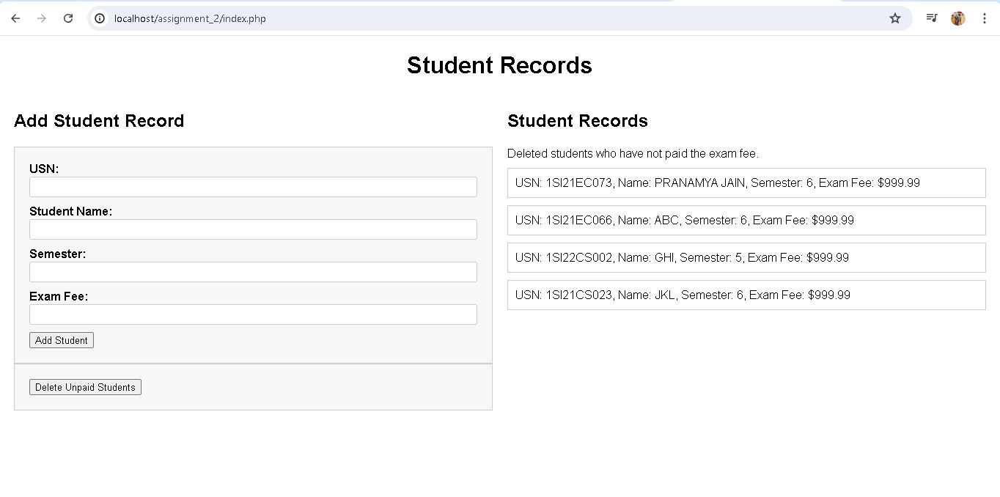 localhost/assignment_2/index.php
Student Records
Add Student Record
USN:
Student Name:
Semester:
Exam Fee:
Add Student
Delete Unpaid Students
Student Records
Deleted students who have not paid the exam fee.
USN: 1SI21EC073, Name: PRANAMYA JAIN, Semester: 6, Exam Fee: $999.99
USN: 1SI21EC066, Name: ABC, Semester: 6, Exam Fee: $999.99
USN: 1SI22CS002, Name: GHI, Semester: 5, Exam Fee: $999.99
USN: 1SI21CS023, Name: JKL, Semester: 6, Exam Fee: $999.99